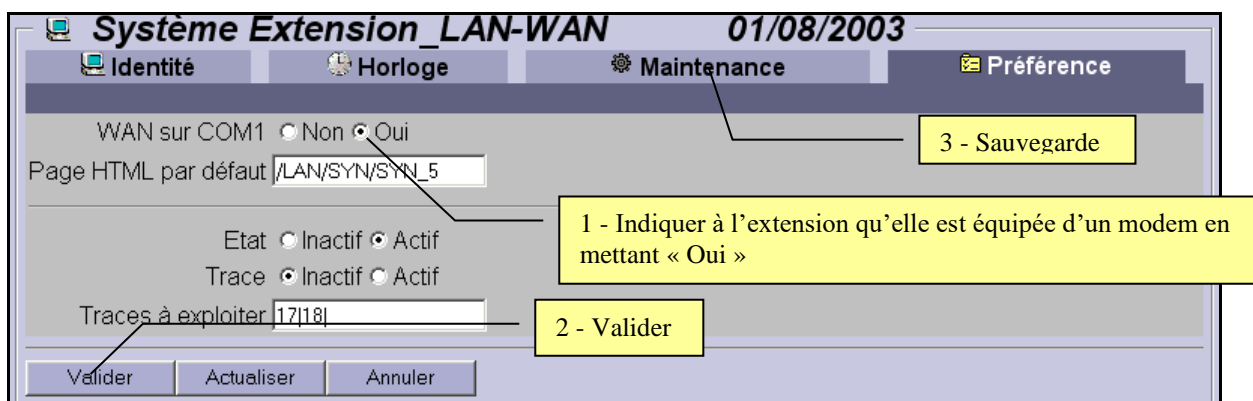 Système Extension_LAN-WAN 01/08/2003
Identité Horloge Maintenance Préférence
WAN sur COM1 Non Oui
3 - Sauvegarde
Page HTML par défaut /LAN/SYN/SYN_5
1 - Indiquer à l’extension qu’elle est équipée d’un modem en
mettant « Oui »
Etat Inactif Actif
Trace Inactif Actif
Traces à exploiter 17|18|
2 - Valider
Valider Actualiser Annuler